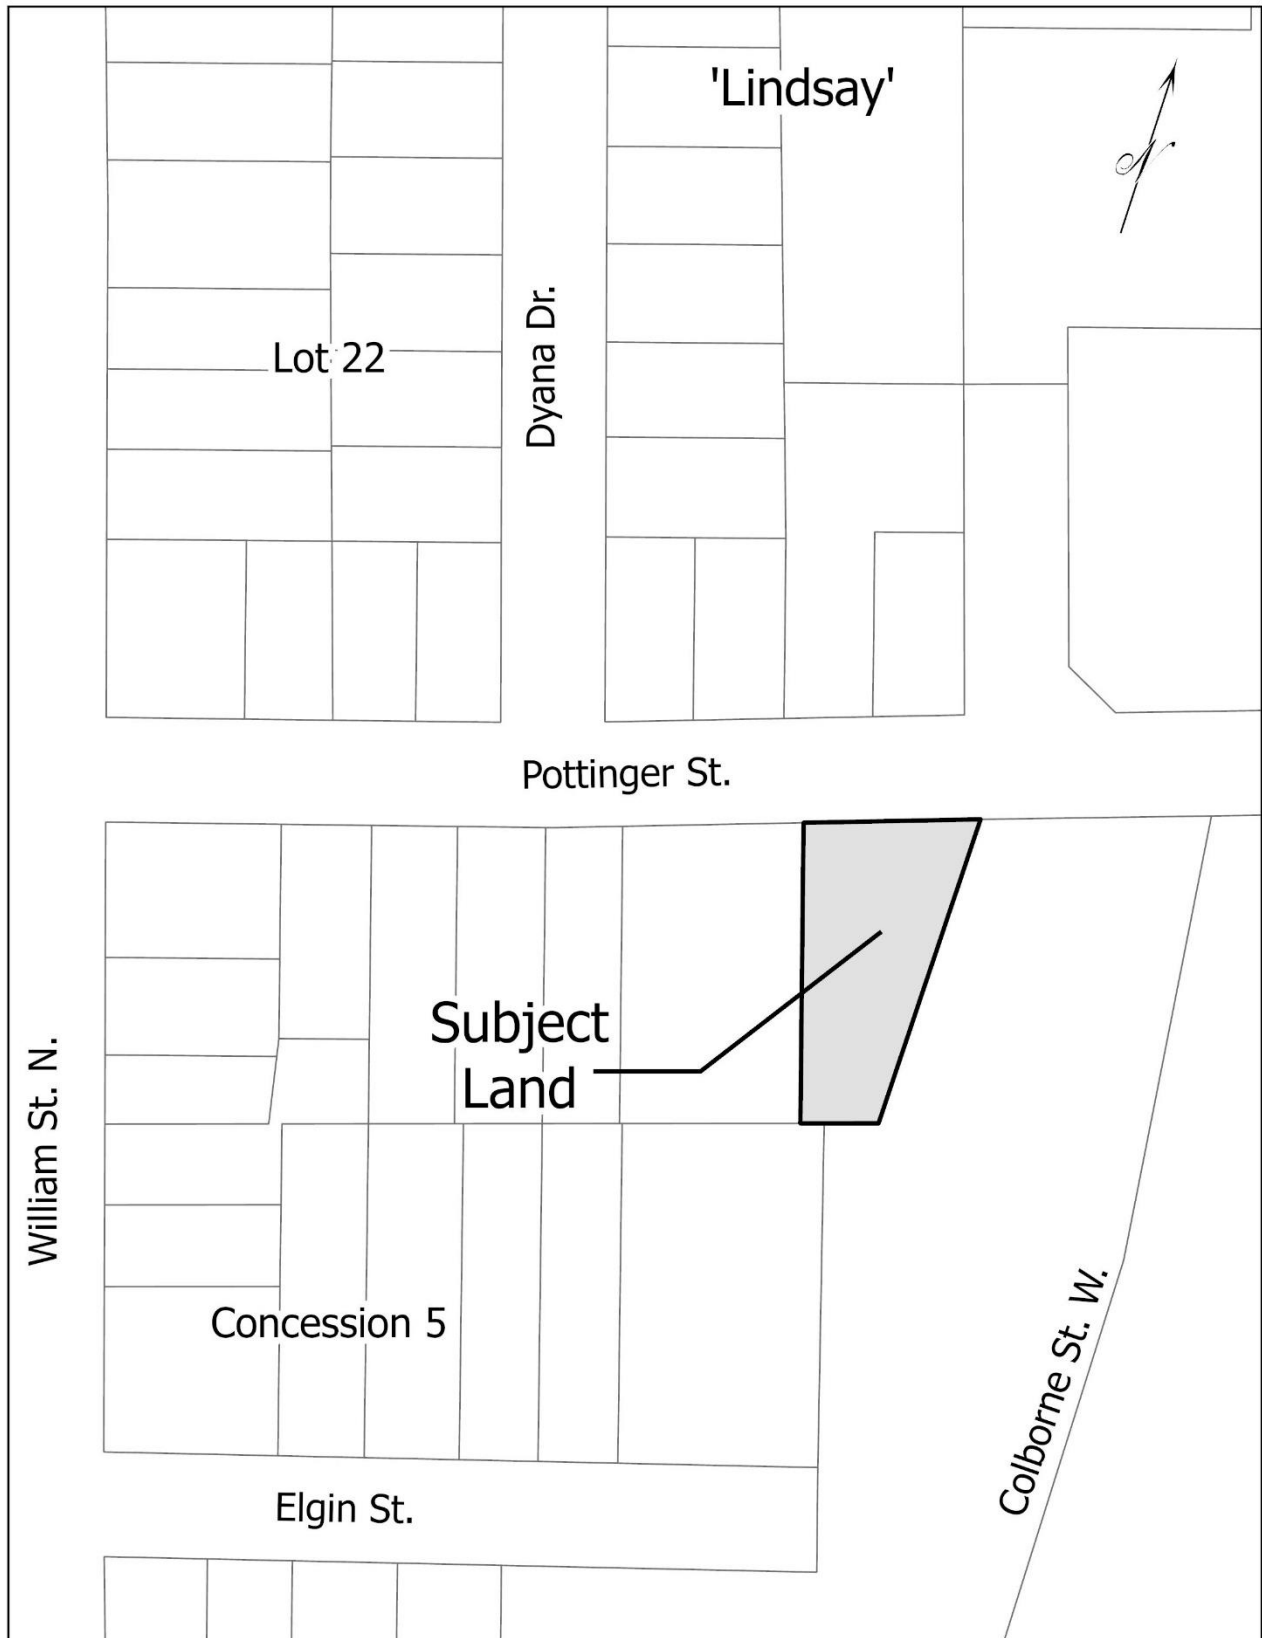 'Lindsay'
N
Lot 22
Dyana Dr.
Pottinger St.
Subject
Land
William St. N.
Concession 5
Colborne St. W.
Elgin St.